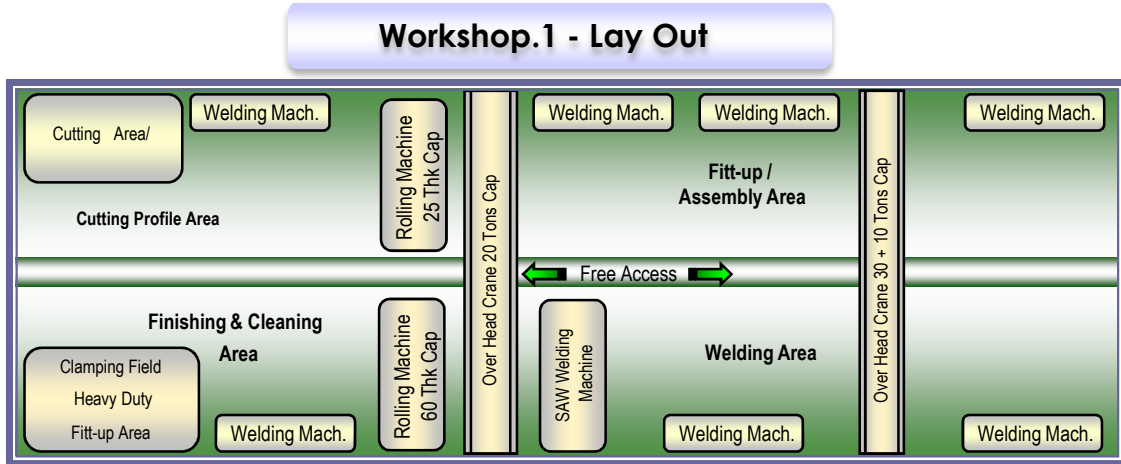 Workshop.1 - Lay Out
Cutting Area/
Welding Mach.
Rolling Machine
25 Thk Cap
Cutting Profile Area
Over Head Crane 20 Tons Cap
Welding Mach.
Welding Mach.
Fitt-up /
Assembly Area
Over Head Crane 30 + 10 Tons Cap
Welding Mach.
Free Access
Finishing & Cleaning
Area
Clamping Field
Heavy Duty
Fitt-up Area
Welding Mach.
Rolling Machine
60 Thk Cap
SAW Welding
Machine
Welding Area
Welding Mach.
Welding Mach.